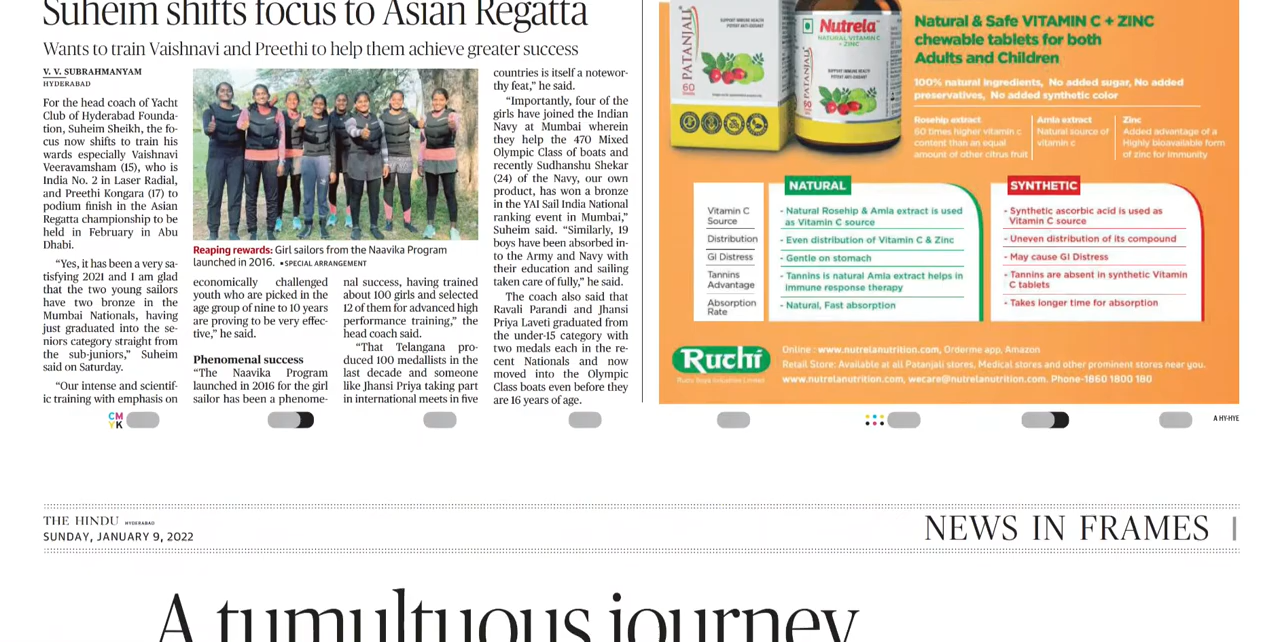 Suheim shifts focus to Asian Regatta
Wants to train Vaishnavi and Preethi to help them achieve greater success
V. V. SUBRAHMANYAM
HYDERABAD
For the head coach of Yacht
Club of Hyderabad Founda-
tion, Suheim Sheikh, the fo-
cus now shifts to train his
wards especially Vaishnavi
Veeravamsham (15), who is
India No. 2 in Laser Radial,
and Preethi Kongara (17) to
podium finish in the Asian
Regatta championship to be
held in February in Abu
Dhabi.
"Yes, it has been a very sa-
tisfying 2021 and I am glad
that the two young sailors
have two bronze in the
Mumbai Nationals, having
just graduated into the se-
niors category straight from
the sub-juniors," Suheim
said on Saturday.
"Our intense and scientif-
ic training with emphasis on
Reaping rewards: Girl sailors from the Naavika Program
launched in 2016. •SPECIAL ARRANGEMENT
economically challenged
youth who are picked in the
age group of nine to 10 years
are proving to be very effec-
tive," he said.
Phenomenal success
"The Naavika Program
launched in 2016 for the girl
sailor has been a phenome-
nal success, having trained
about 100 girls and selected
12 of them for advanced high
performance training," the
head coach said.
"That Telangana pro-
duced 100 medallists in the
last decade and someone
like Jhansi Priya taking part
in international meets in five
countries is itself a notewor-
thy feat," he said.
"Importantly, four of the
girls have joined the Indian
Navy at Mumbai wherein
they help the 470 Mixed
Olympic Class of boats and
recently Sudhanshu Shekar
(24) of the Navy, our own
product, has won a bronze
in the YAI Sail India National
ranking event in Mumbai,"
Suheim said. "Similarly, 19
boys have been absorbed in-
to the Army and Navy with
their education and sailing
taken care of fully," he said.
The coach also said that
Ravali Parandi and Jhansi
Priya Laveti graduated from
the under-15 category with
two medals each in the re-
cent Nationals and now
moved into the Olympic
Class boats even before they
are 16 years of age.
PATANJALI
60
Nutrela
NATURAL VITAMIN C
+ ZINC
SUPPORT IMMUNE HEALTH
PATANJALI
60
Natural & Safe VITAMIN C + ZINC
chewable tablets for both
Adults and Children
100% natural ingredients, No added sugar, No added
preservatives, No added synthetic color
Rosehip extract
60 times higher vitamin c
content than an equal
amount of other citrus fruit
Amla extract
Natural source of
vitamin c
Zinc
Added advantage of a
Highly bioavailable form
of zinc for immunity
NATURAL
SYNTHETIC
Vitamin C
Source
- Natural Rosehip & Amla extract is used
as Vitamin C source
- Synthetic ascorbic acid is used as
Vitamin C source
Distribution
- Even distribution of Vitamin C & Zinc
- Uneven distribution of its compound
GI Distress
- Gentle on stomach
- May cause GI Distress
Tannins
Advantage
- Tannins is natural Amla extract helps in
immune response therapy
- Tannins are absent in synthetic Vitamin
C tablets
Absorption
Rate
- Natural, Fast absorption
- Takes longer time for absorption
Ruchi
Online : www.nutrelanutrition.com, Orderme app, Amazon
Retail Store: Available at all Patanjali stores, Medical stores and other prominent stores near you.
www.nutrelanutrition.com, wecare@nutrelanutrition.com. Phone-1860 1800 180
CM
YK
A HY-HYE
THE HINDU HYDERABAD
SUNDAY, JANUARY 9, 2022
NEWS IN FRAMES
A tumultuous journey